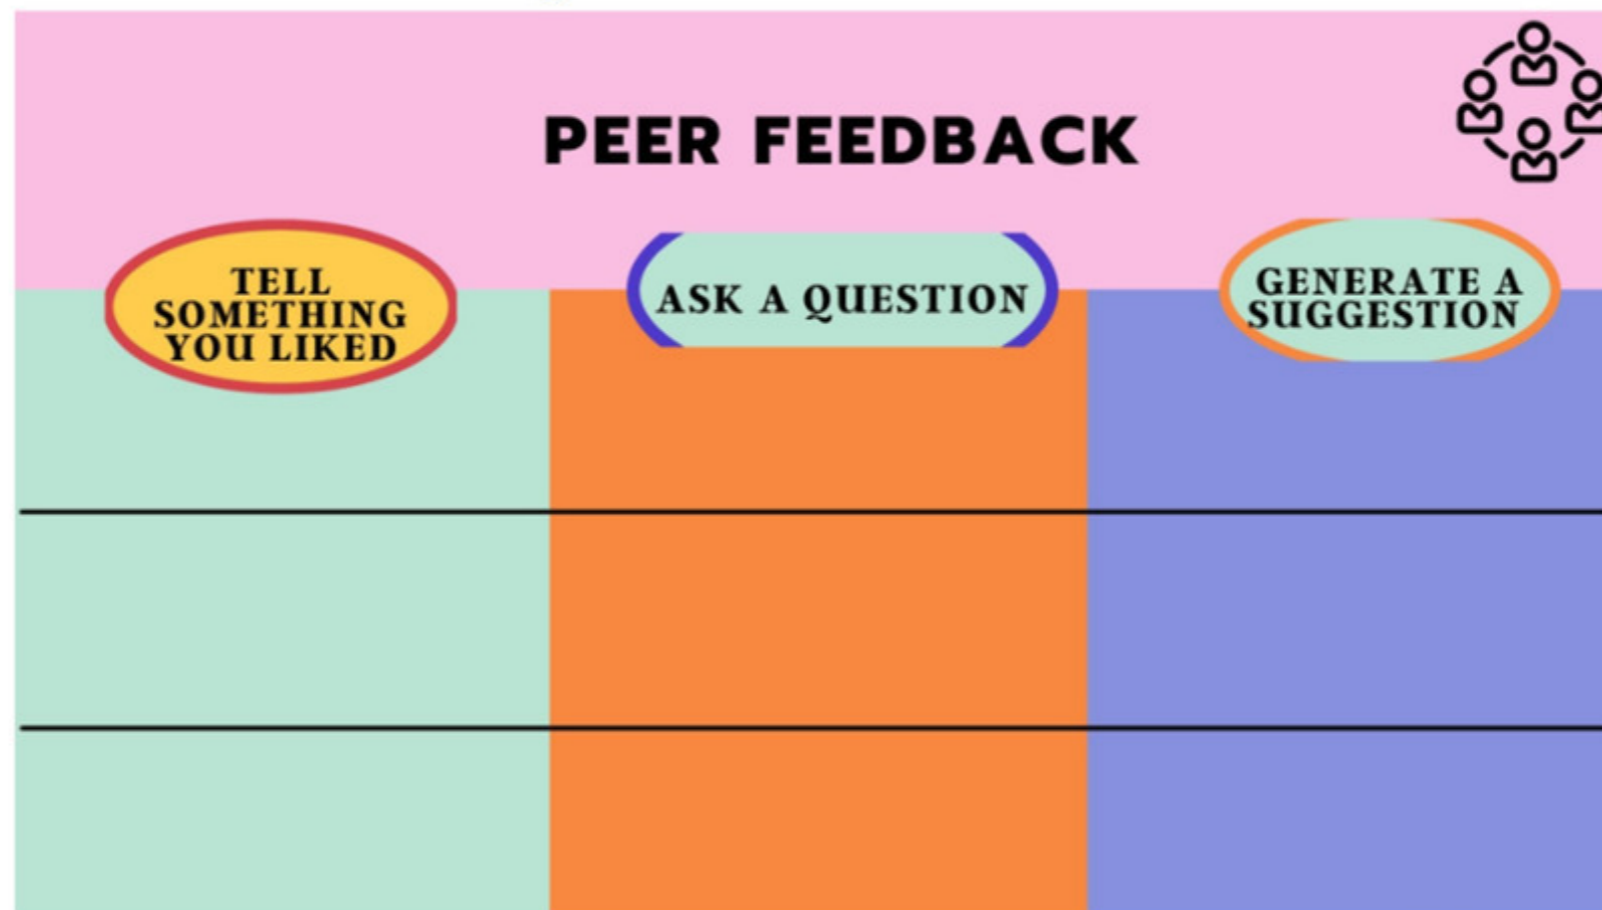 PEER FEEDBACK
TELL
SOMETHING
YOU LIKED
ASK A QUESTION
GENERATE A
SUGGESTION